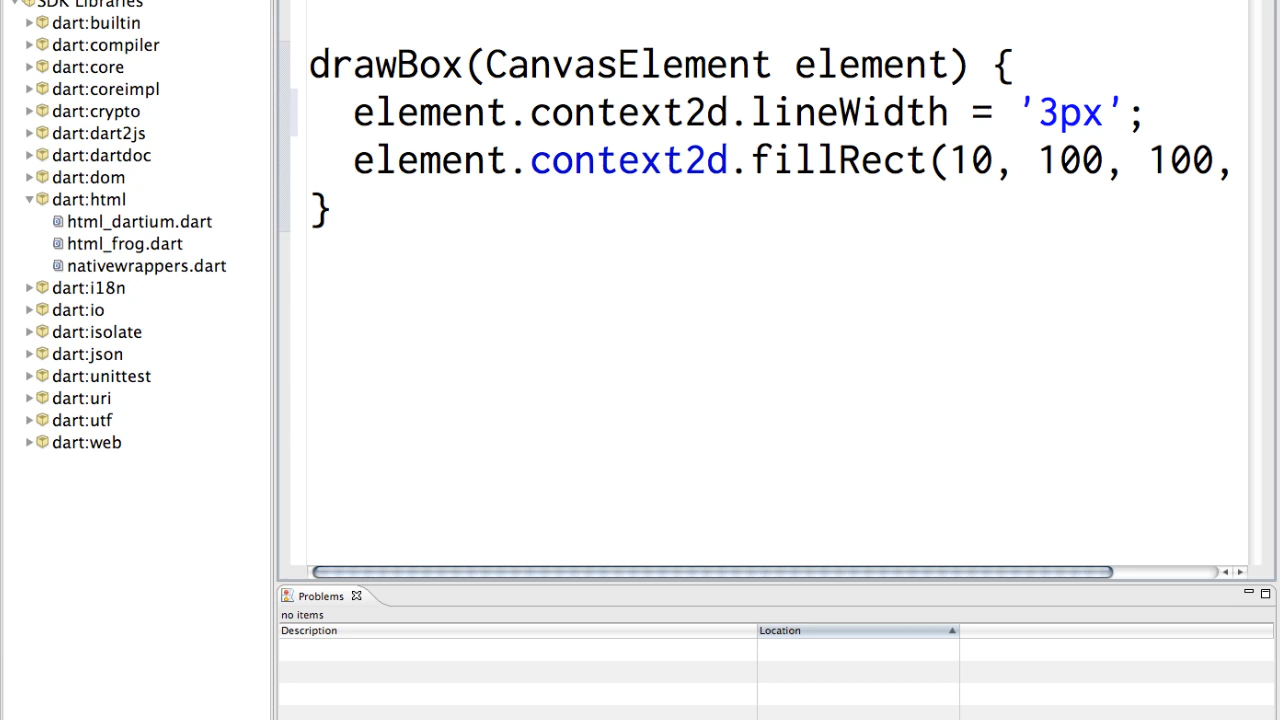 SDK Libraries
dart:builtin
dart:compiler
dart:core
dart:coreimpl
dart:crypto
dart:dart2js
dart:dartdoc
dart:dom
dart:html
html_dartium.dart
html_frog.dart
nativewrappers.dart
dart:i18n
dart:io
dart:isolate
dart:json
dart:unittest
dart:uri
dart:utf
dart:web
drawBox(CanvasElement element) {
element.context2d.lineWidth = '3px';
element.context2d.fillRect(10, 100, 100,
}
Problems
no items
Description Location